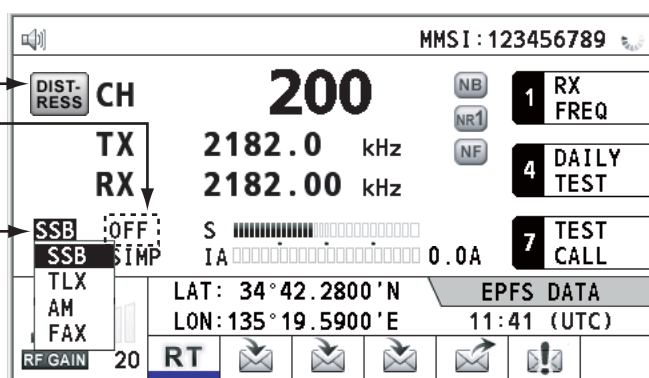 MMSI:123456789
DIST-
RESS
CH 200
NB
NR1
NF
1 RX
FREQ
TX 2182.0 kHz
RX 2182.00 kHz
4 DAILY
TEST
SSB OFF
SIMP
S
IA 0.0A
7 TEST
CALL
SSB
TLX
AM
FAX
LAT: 34°42.2800'N
LON:135°19.5900'E
EPFS DATA
11:41 (UTC)
RF GAIN 20
RT